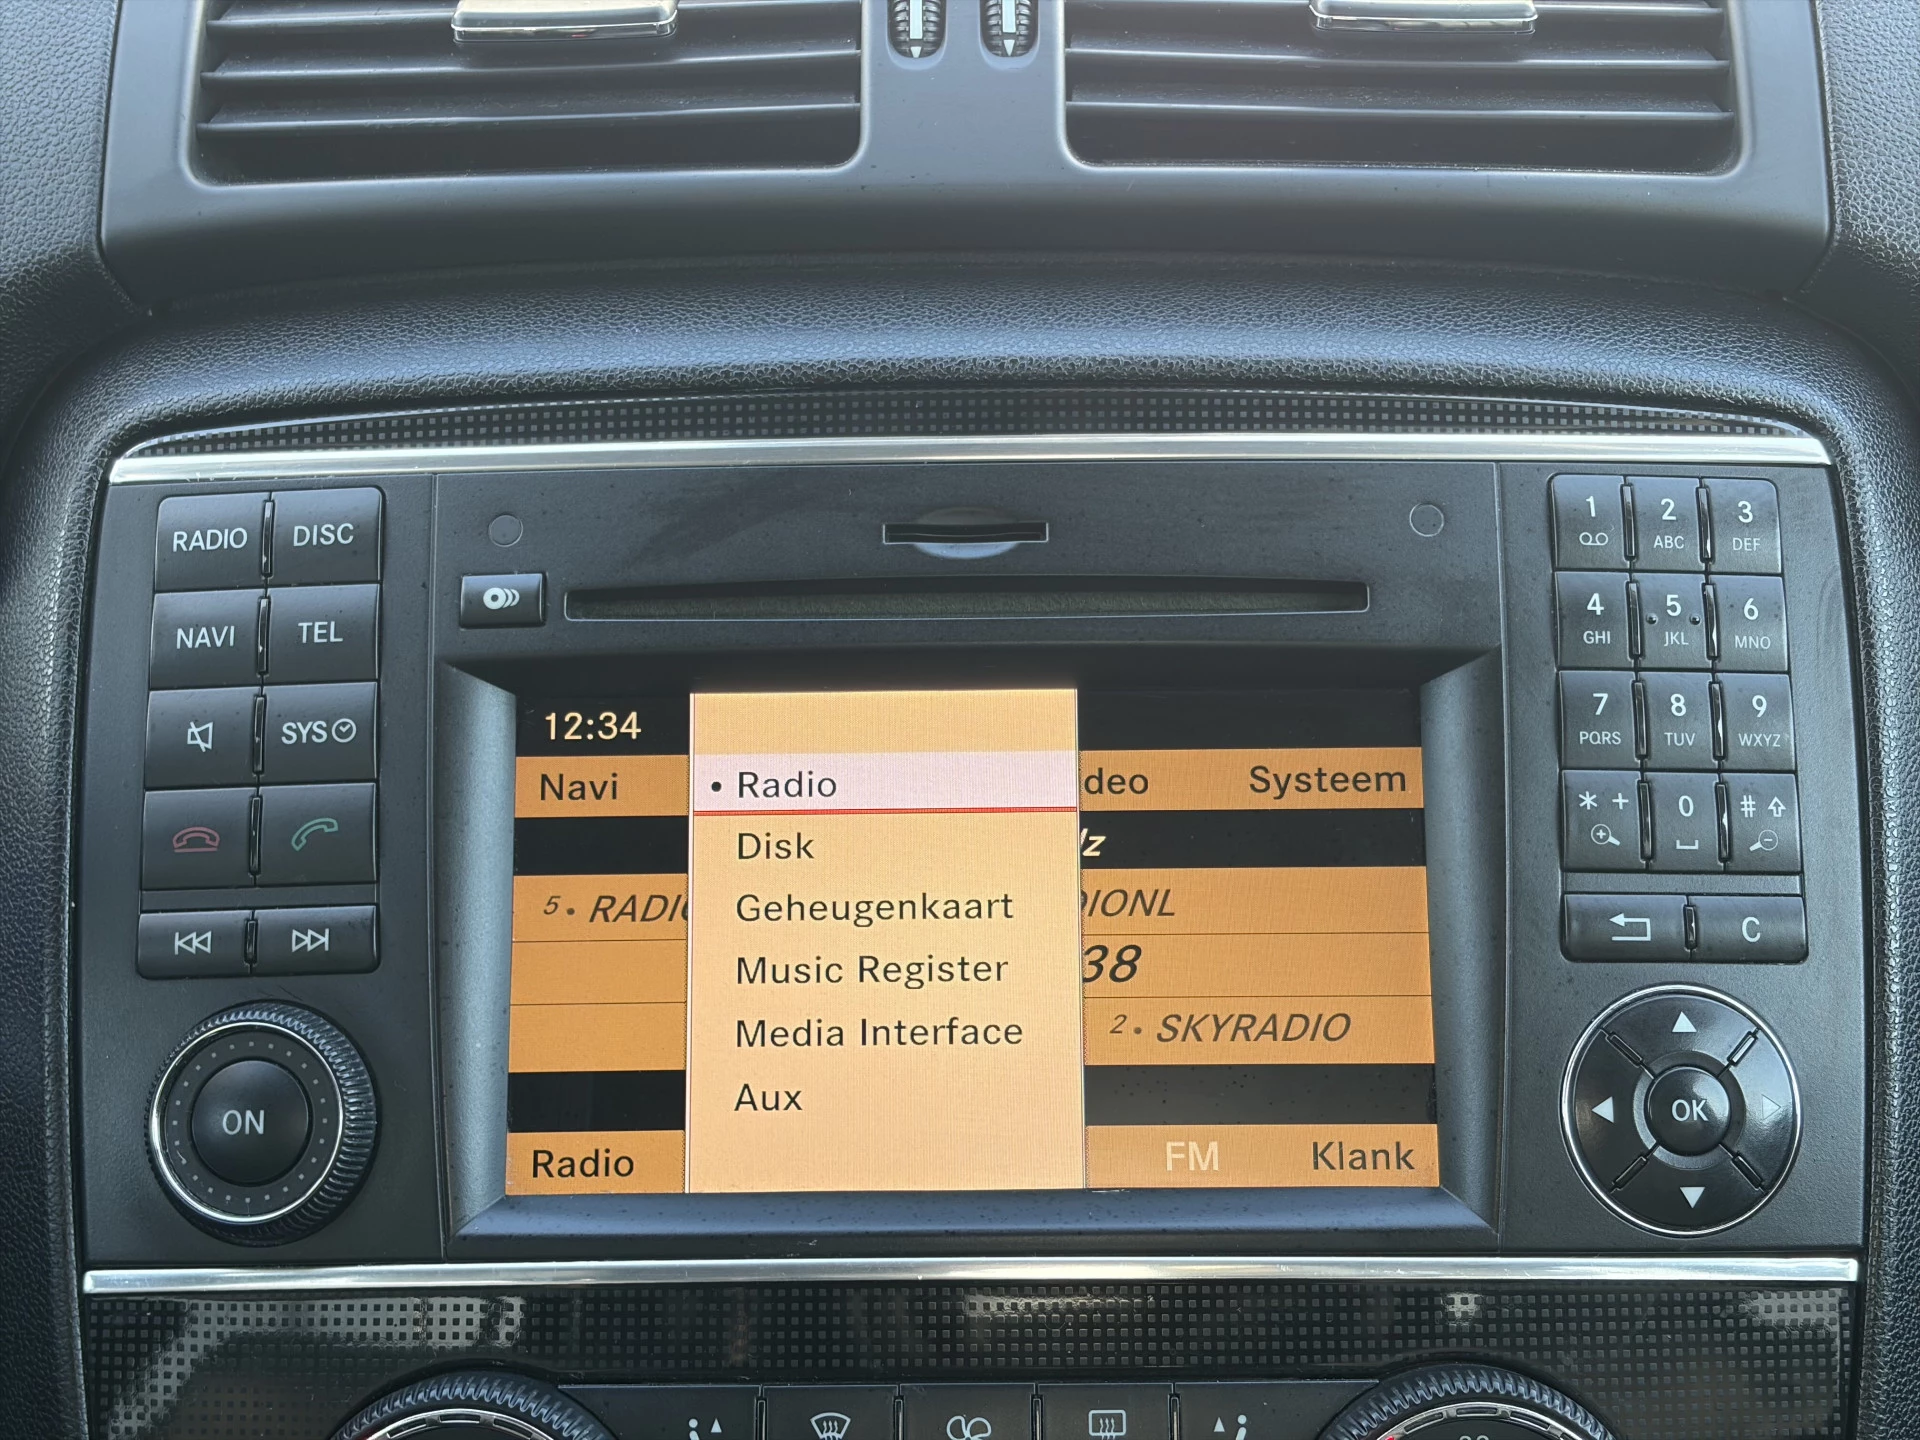 RADIO DISC
NAVI TEL
SYS
ON
12:34
Navi deo Systeem
• Radio
Disk
Geheugenkaart
Music Register
Media Interface
Aux
lz
5 • RADI
IONL
38
2 • SKYRADIO
Radio FM Klank
1 2 ABC 3 DEF
4 GHI 5 JKL 6 MNO
7 PQRS 8 TUV 9 WXYZ
* + 0 #
C
OK